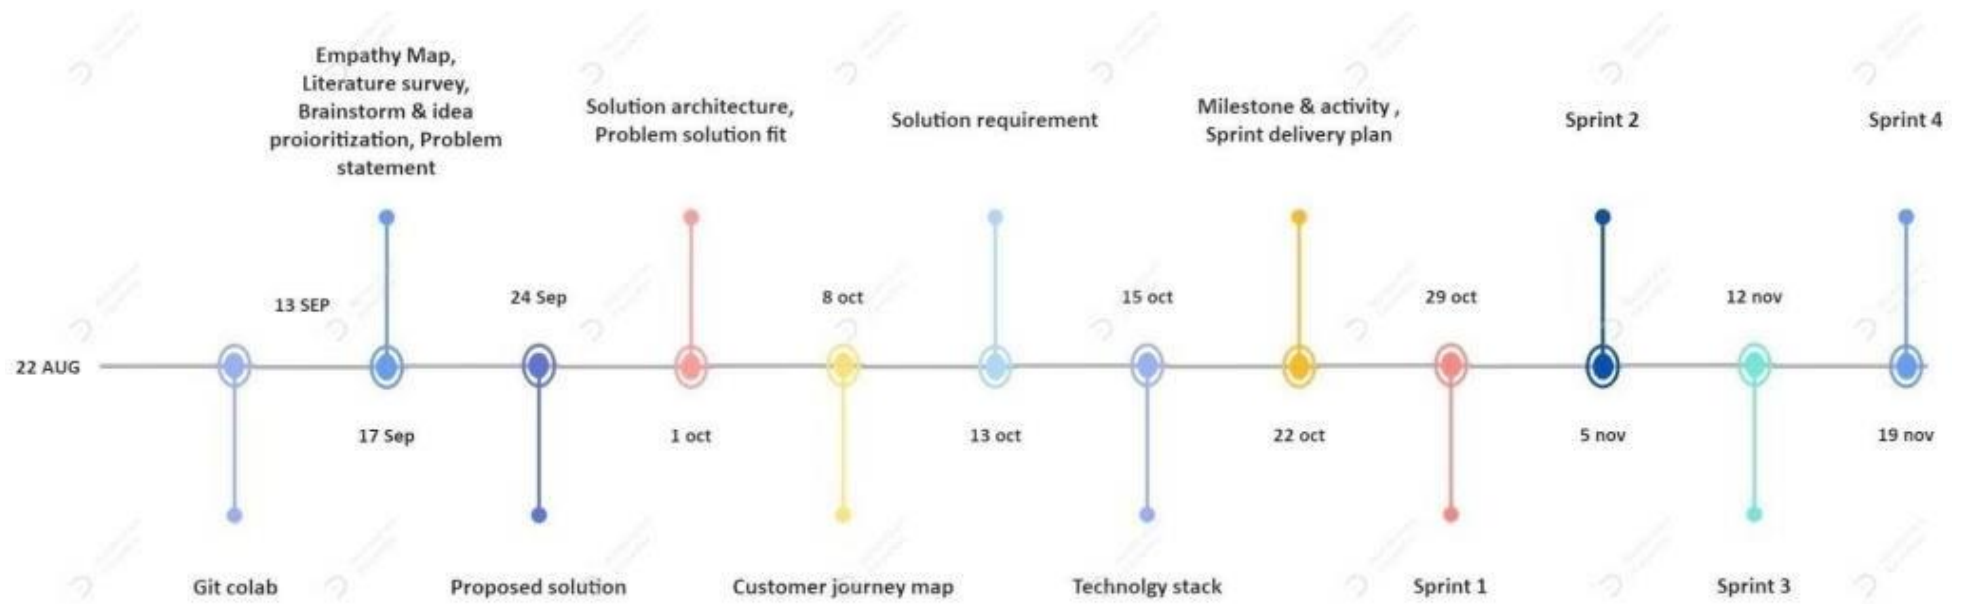 Empathy Map,
Literature survey,
Brainstorm & idea
proioritization, Problem
statement
Solution architecture,
Problem solution fit
Solution requirement
Milestone & activity ,
Sprint delivery plan
Sprint 2
Sprint 4
13 SEP
24 Sep
8 oct
15 oct
29 oct
12 nov
22 AUG
17 Sep
1 oct
13 oct
22 oct
5 nov
19 nov
Git colab
Proposed solution
Customer journey map
Technolgy stack
Sprint 1
Sprint 3